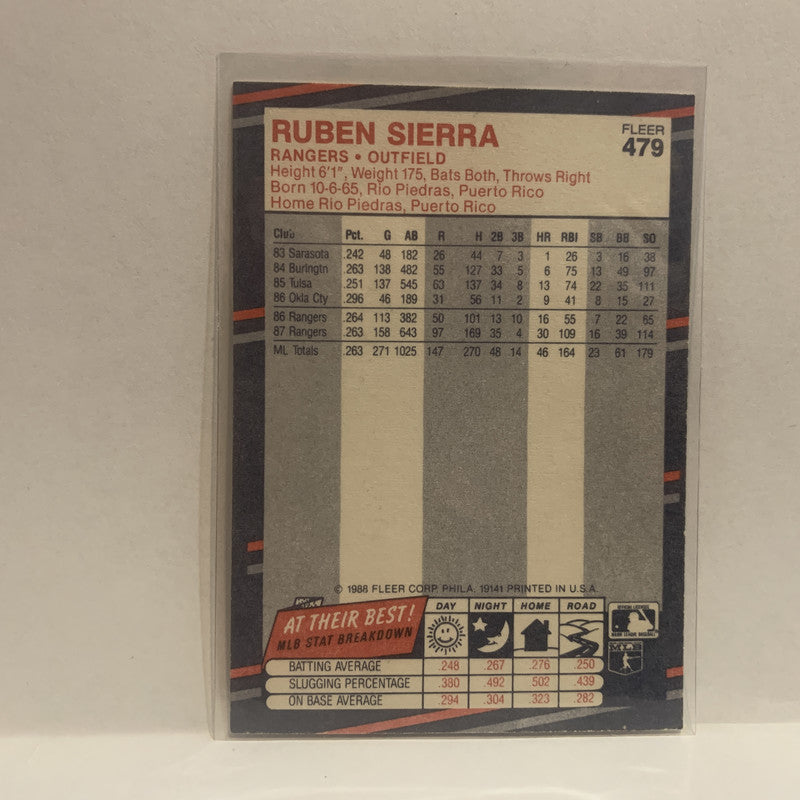 RUBEN SIERRA
FLEER
479
RANGERS • OUTFIELD
Height 6'1", Weight 175, Bats Both, Throws Right
Born 10-6-65, Rio Piedras, Puerto Rico
Home Rio Piedras, Puerto Rico
Club Pct. G AB R H 2B 3B HR RBI SB BB SO
83 Sarasota .242 48 182 26 44 7 3 1 26 3 16 38
84 Burlngtn .263 138 482 55 127 33 5 6 75 13 49 97
85 Tulsa .251 137 545 63 137 34 8 13 74 22 35 111
86 Okla Cty .296 46 189 31 56 11 2 9 41 8 15 27
86 Rangers .264 113 382 50 101 13 10 16 55 7 22 65
87 Rangers .263 158 643 97 169 35 4 30 109 16 39 114
ML Totals .263 271 1025 147 270 48 14 46 164 23 61 179
© 1988 FLEER CORP. PHILA. 19141 PRINTED IN U.S.A.
AT THEIR BEST!
MLB STAT BREAKDOWN
DAY NIGHT HOME ROAD
BATTING AVERAGE .248 .267 .276 .250
SLUGGING PERCENTAGE .380 .492 .502 .439
ON BASE AVERAGE .294 .304 .323 .282